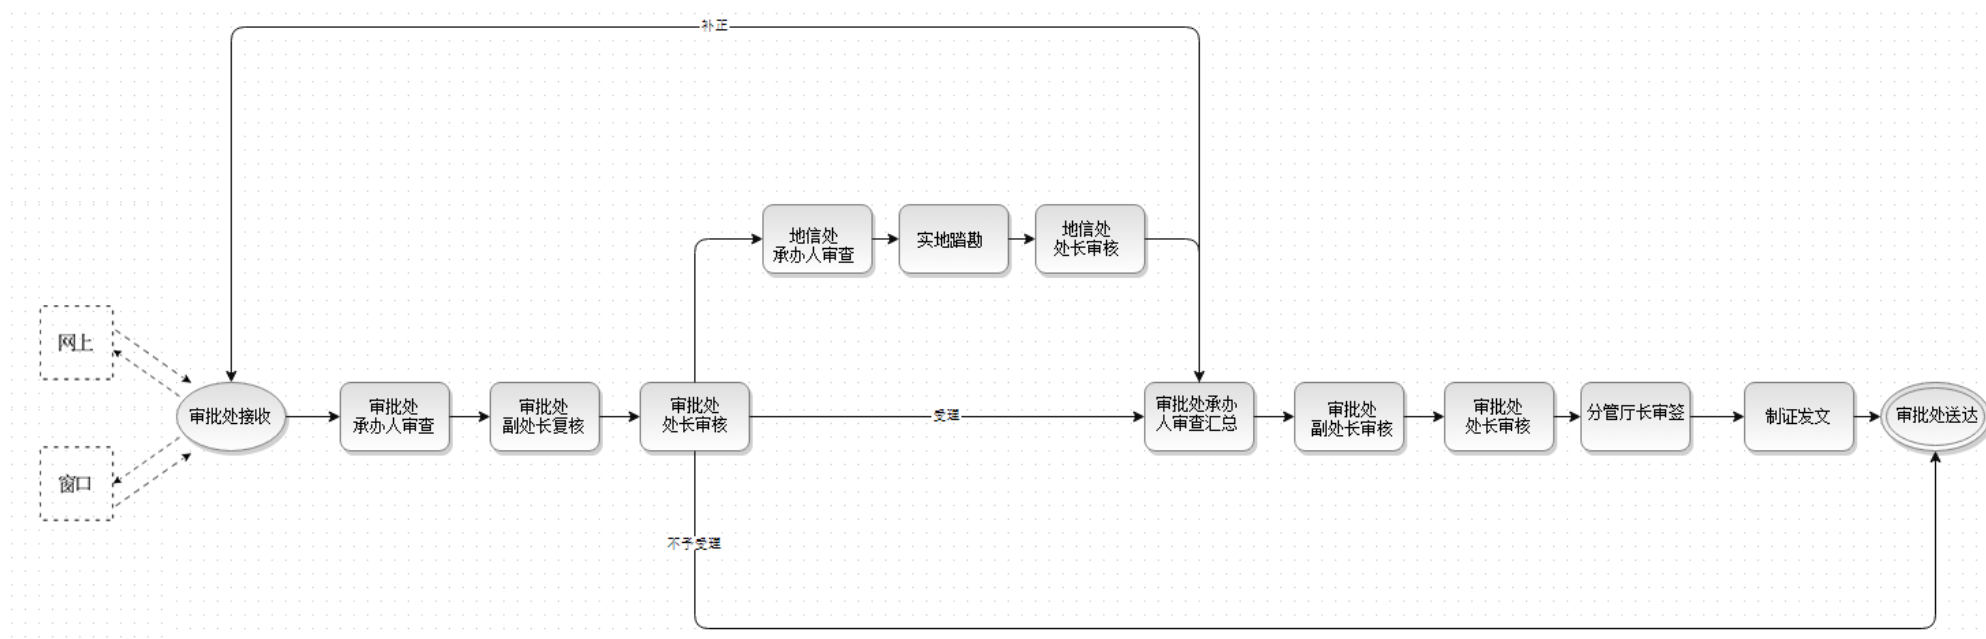 补正
地信处
承办人审查
实地踏勘
地信处
处长审核
网上
窗口
审批处接收
审批处
承办人审查
审批处
副处长复核
审批处
处长审核
受理
不予受理
审批处承办
人审查汇总
审批处
副处长审核
审批处
处长审核
分管厅长审签
制证发文
审批处送达